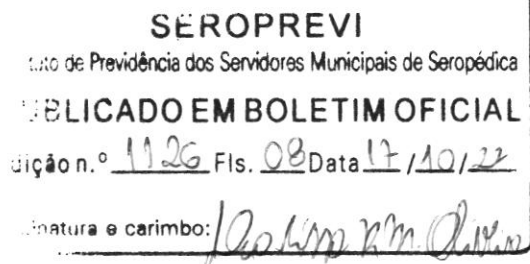 SEROPREVI
de Previdência dos Servidores Municipais de Seropédica
BLICADO EM BOLETIM OFICIAL
dição n.º 1126 Fls. 08 Data 17/10/22
natura e carimbo: